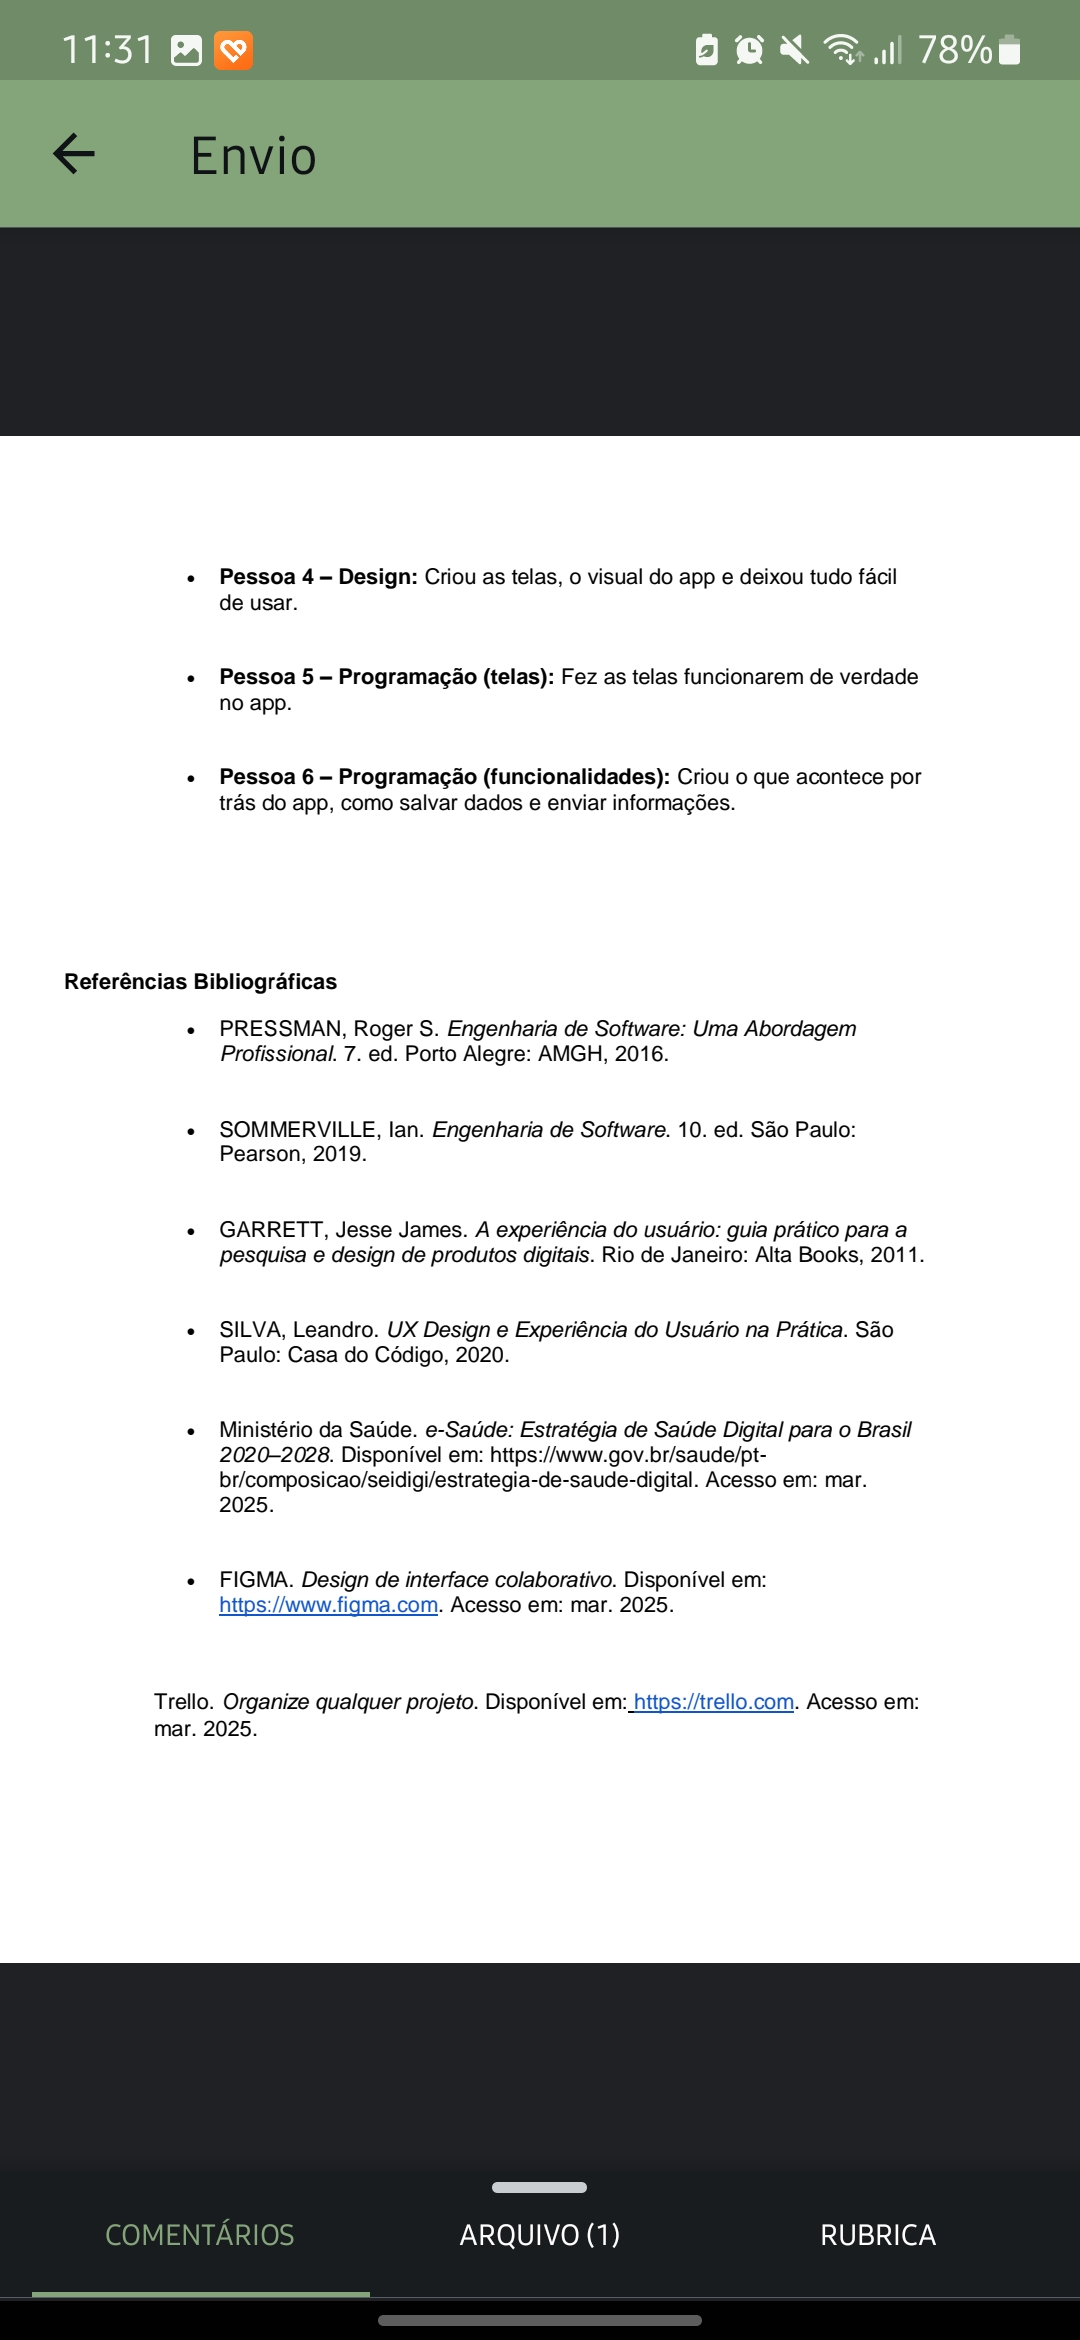 11:31
78%
Envio
• Pessoa 4 – Design: Criou as telas, o visual do app e deixou tudo fácil
de usar.
• Pessoa 5 – Programação (telas): Fez as telas funcionarem de verdade
no app.
• Pessoa 6 – Programação (funcionalidades): Criou o que acontece por
trás do app, como salvar dados e enviar informações.
Referências Bibliográficas
• PRESSMAN, Roger S. Engenharia de Software: Uma Abordagem
Profissional. 7. ed. Porto Alegre: AMGH, 2016.
• SOMMERVILLE, Ian. Engenharia de Software. 10. ed. São Paulo:
Pearson, 2019.
• GARRETT, Jesse James. A experiência do usuário: guia prático para a
pesquisa e design de produtos digitais. Rio de Janeiro: Alta Books, 2011.
• SILVA, Leandro. UX Design e Experiência do Usuário na Prática. São
Paulo: Casa do Código, 2020.
• Ministério da Saúde. e-Saúde: Estratégia de Saúde Digital para o Brasil
2020–2028. Disponível em: https://www.gov.br/saude/pt-
br/composicao/seidigi/estrategia-de-saude-digital. Acesso em: mar.
2025.
• FIGMA. Design de interface colaborativo. Disponível em:
https://www.figma.com. Acesso em: mar. 2025.
Trello. Organize qualquer projeto. Disponível em: https://trello.com. Acesso em:
mar. 2025.
COMENTÁRIOS
ARQUIVO (1)
RUBRICA